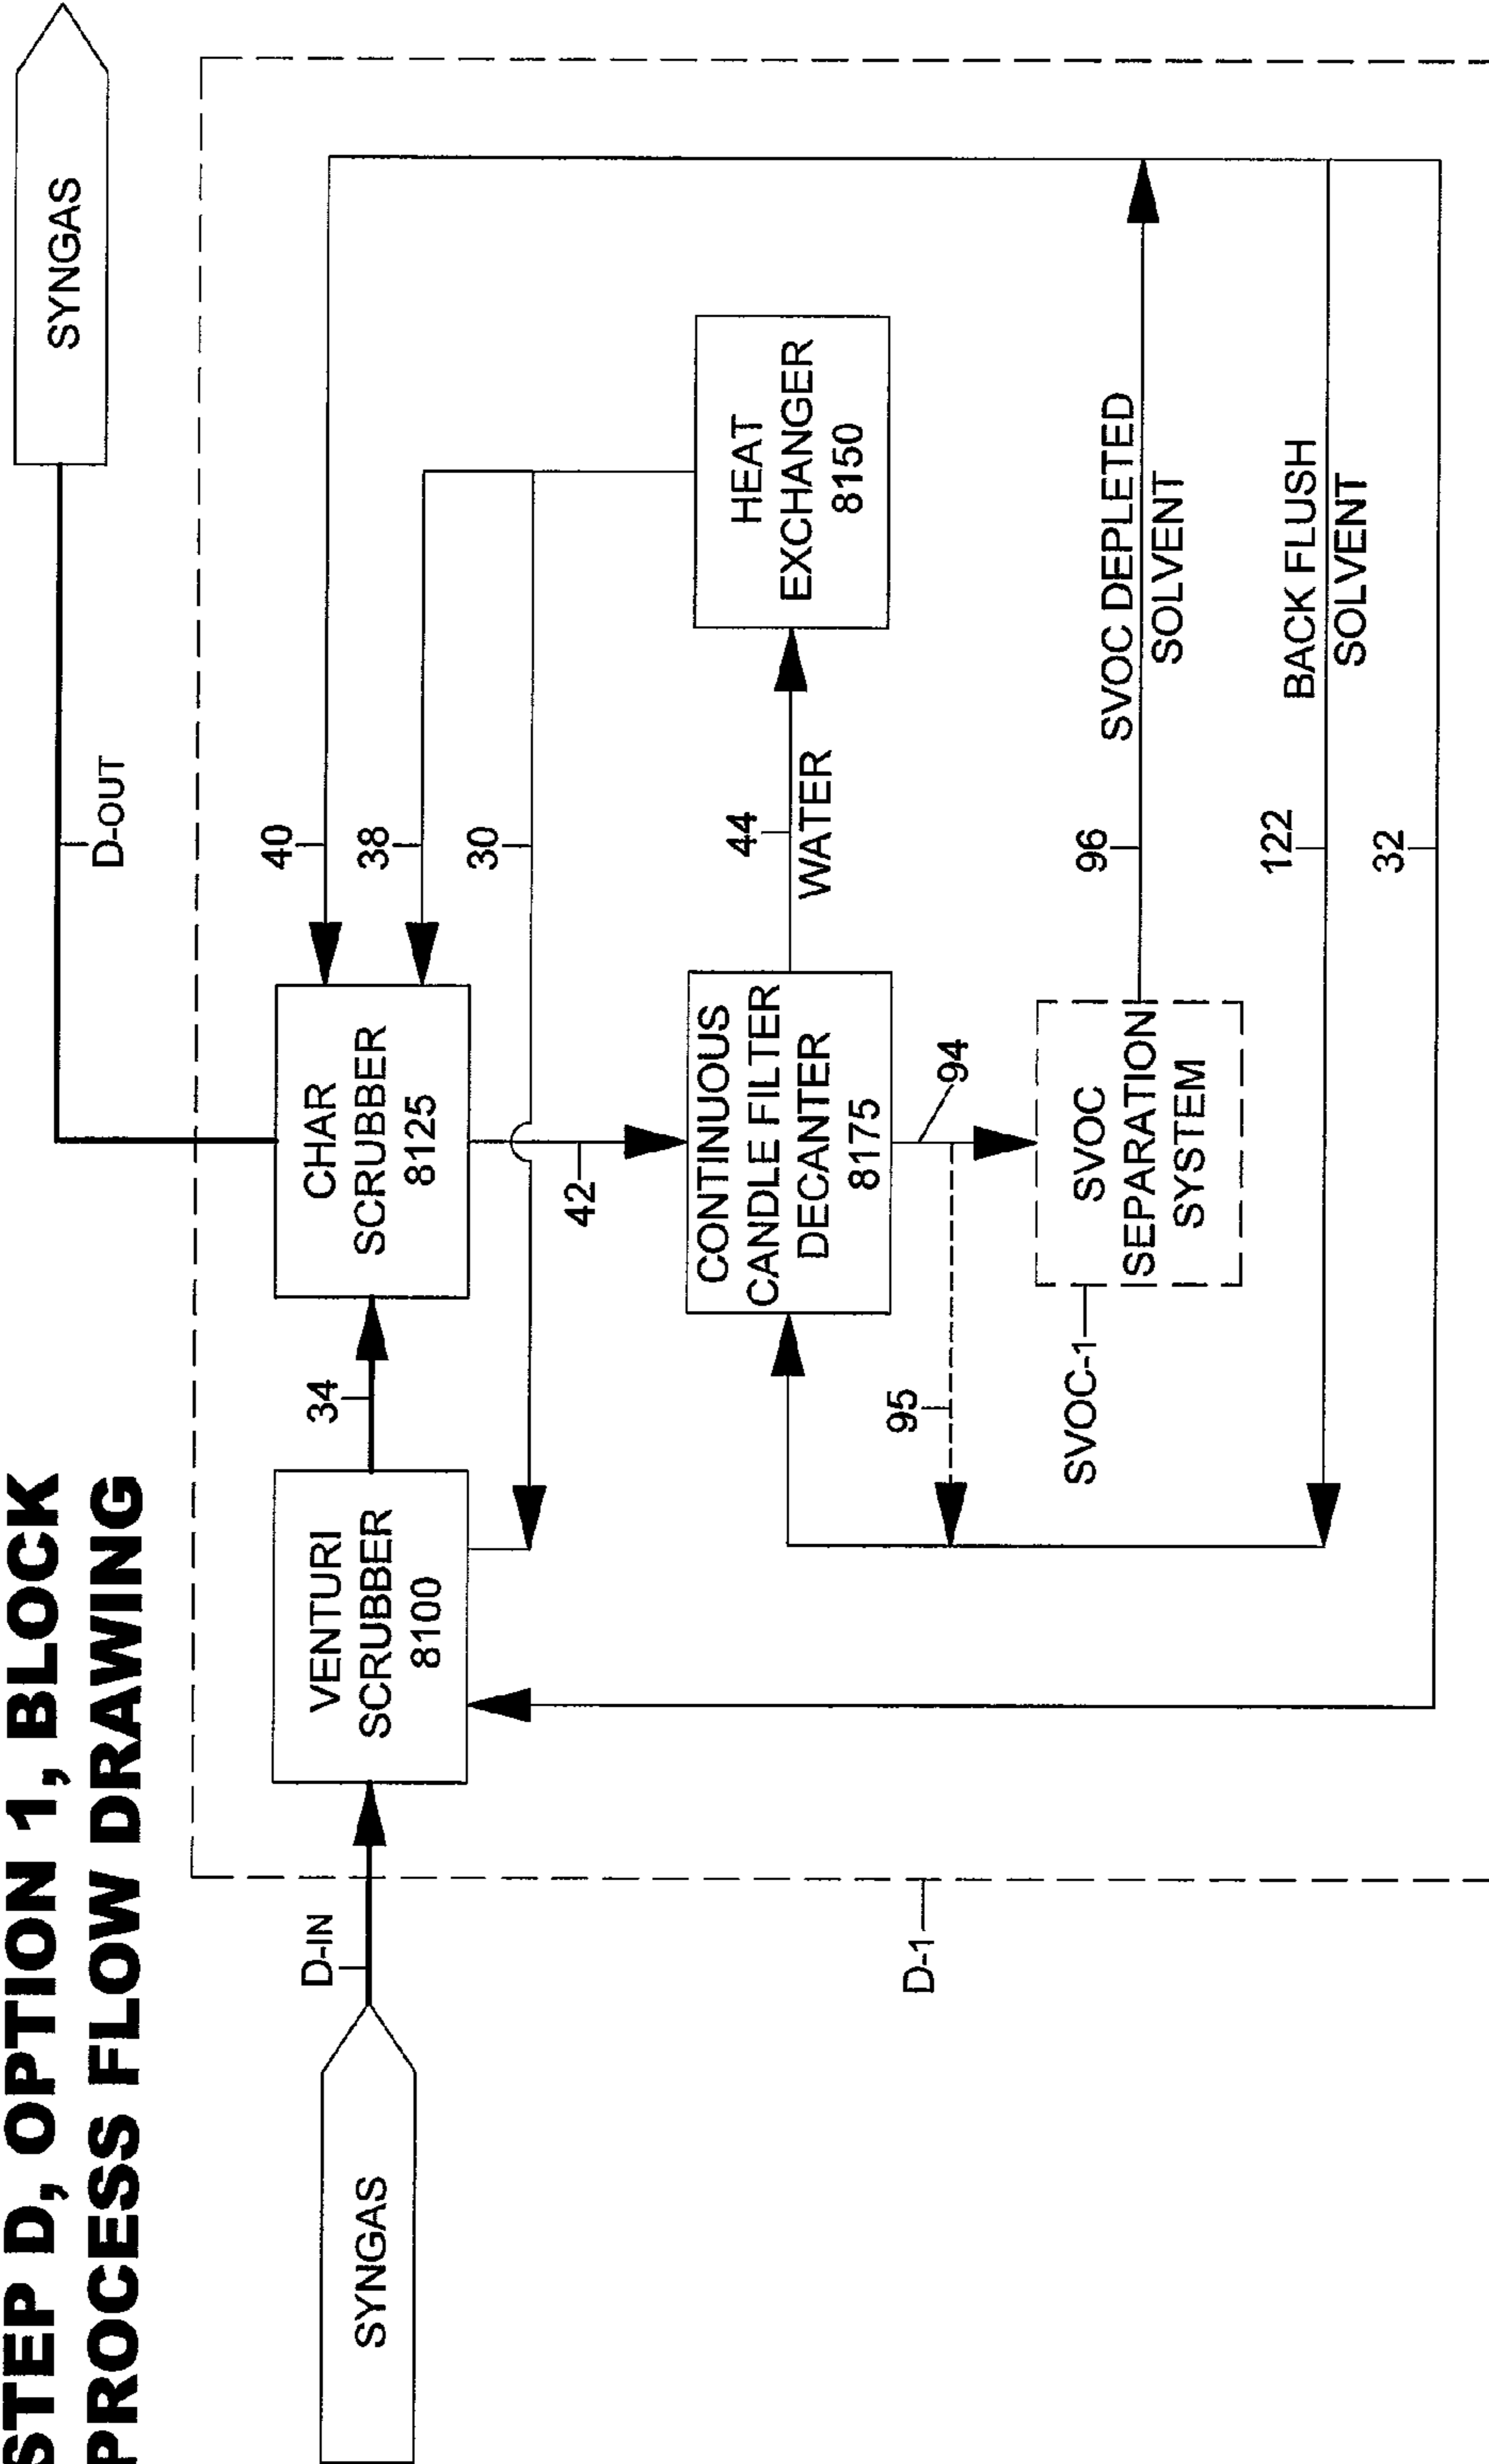 STEP D, OPTION 1, BLOCK
PROCESS FLOW DRAWING
SYNGAS
D-OUT
SYNGAS
D-IN
VENTURI
SCRUBBER
8100
34
CHAR
SCRUBBER
8125
40
38
30
42
CONTINUOUS
CANDLE FILTER
DECANTER
8175
44
WATER
HEAT
EXCHANGER
8150
94
95
D-1
SVOC-1
SVOC
SEPARATION
SYSTEM
96
SVOC DEPLETED
SOLVENT
122
BACK FLUSH
SOLVENT
32